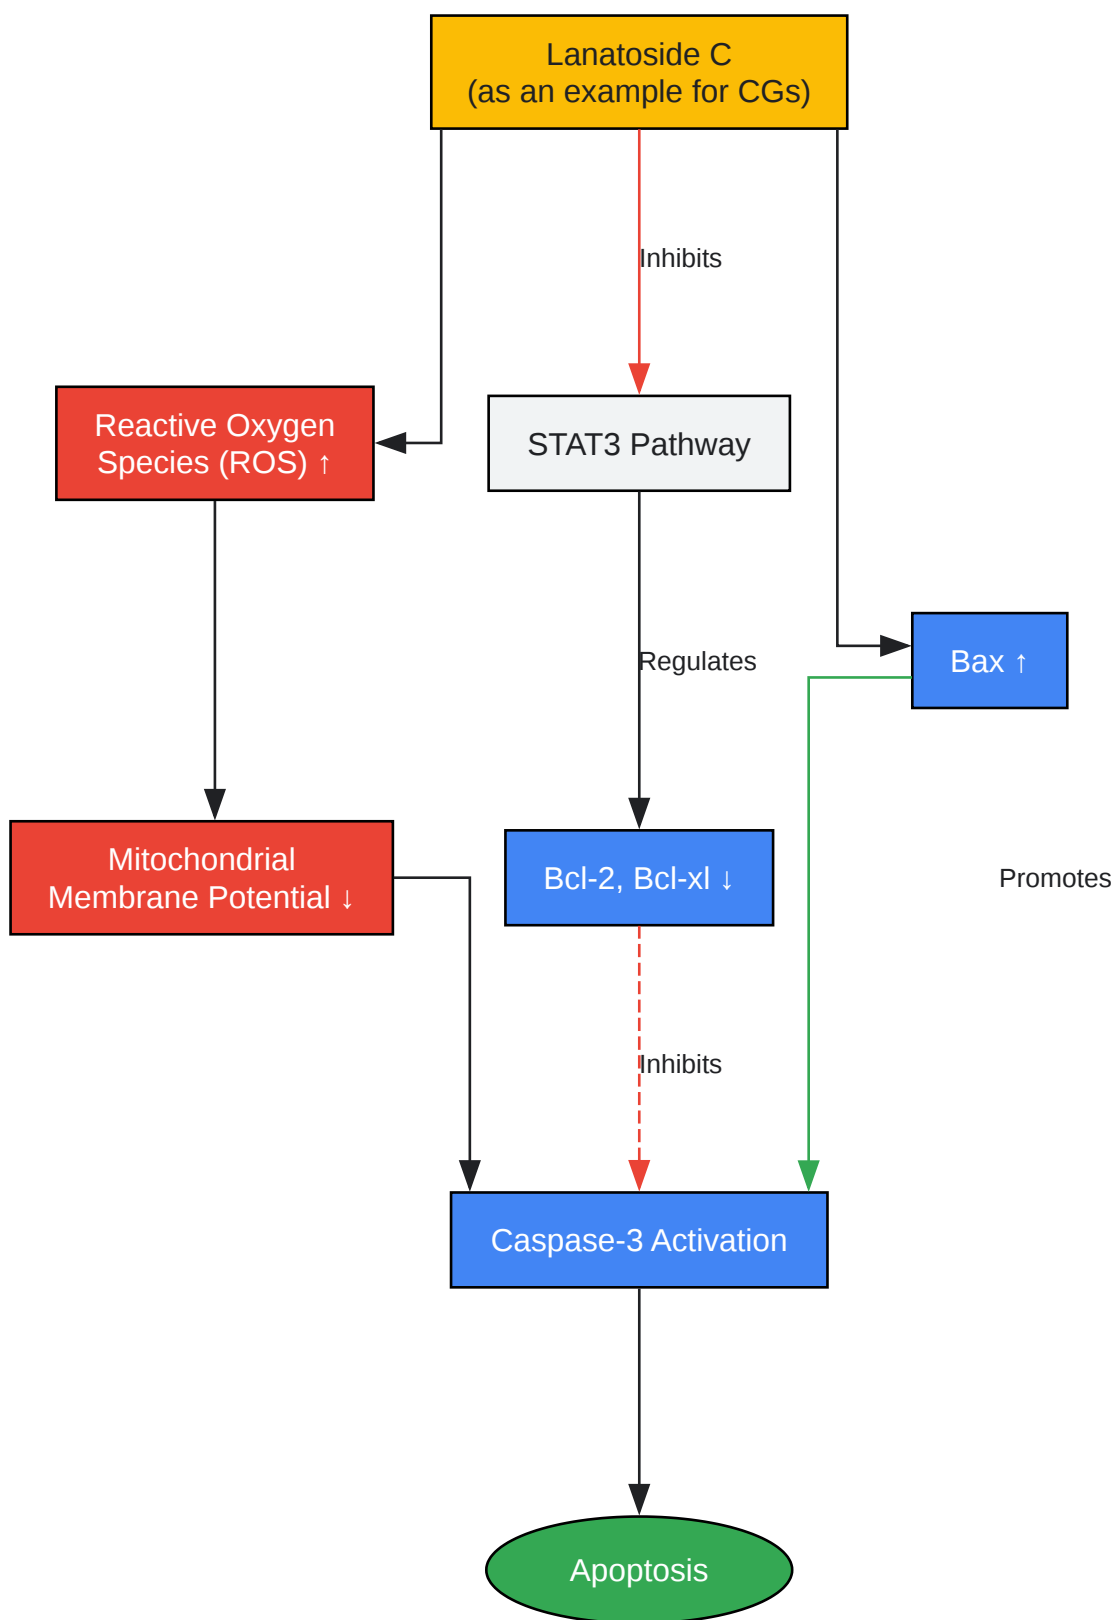 Lanatoside C
(as an example for CGs)
Inhibits
Reactive Oxygen
Species (ROS) ↑
STAT3 Pathway
Regulates
Bax ↑
Mitochondrial
Membrane Potential ↓
Bcl-2, Bcl-xl ↓
Promotes
Inhibits
Caspase-3 Activation
Apoptosis